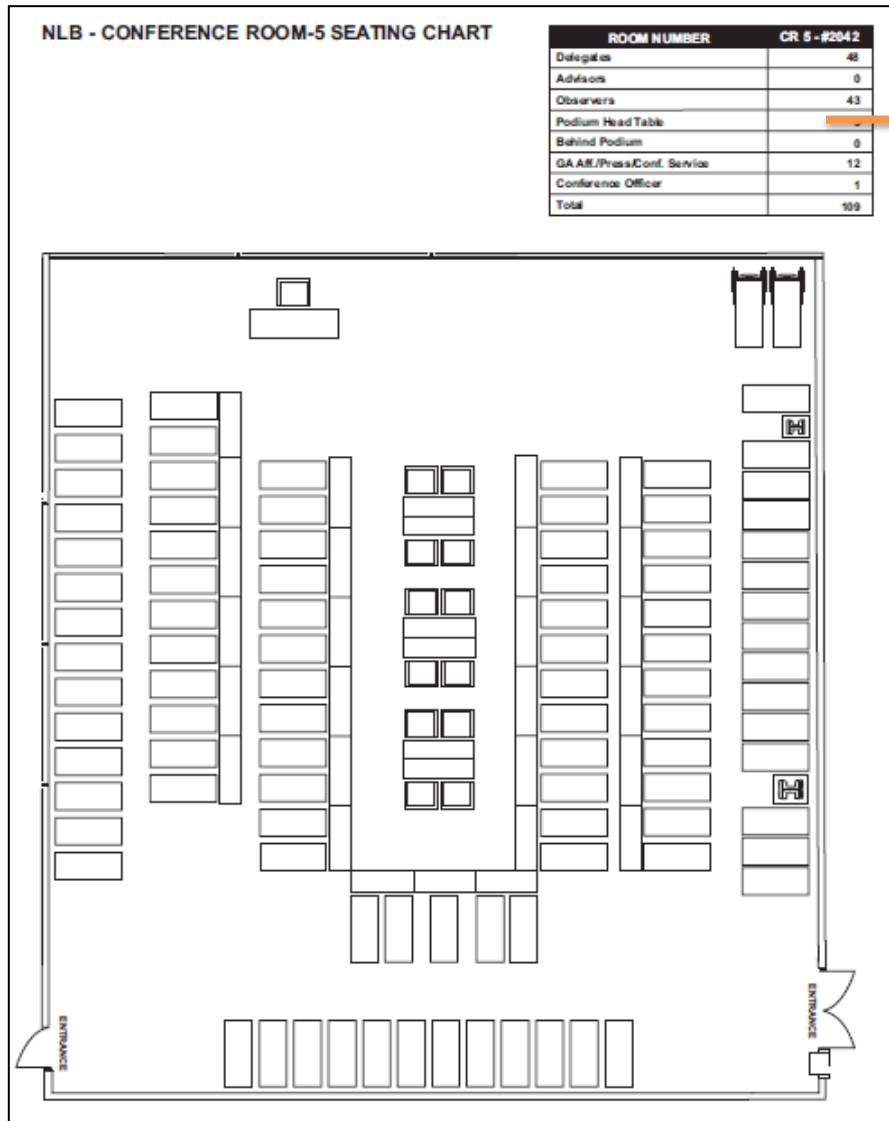 NLB - CONFERENCE ROOM-5 SEATING CHART
ROOM NUMBER CR 5 - #2042
Delegates 48
Advisors 0
Observers 43
Podium Head Table
Behind Podium 0
GA Aff./Press/Conf. Service 12
Conference Officer 1
Total 109
ENTRANCE
ENTRANCE